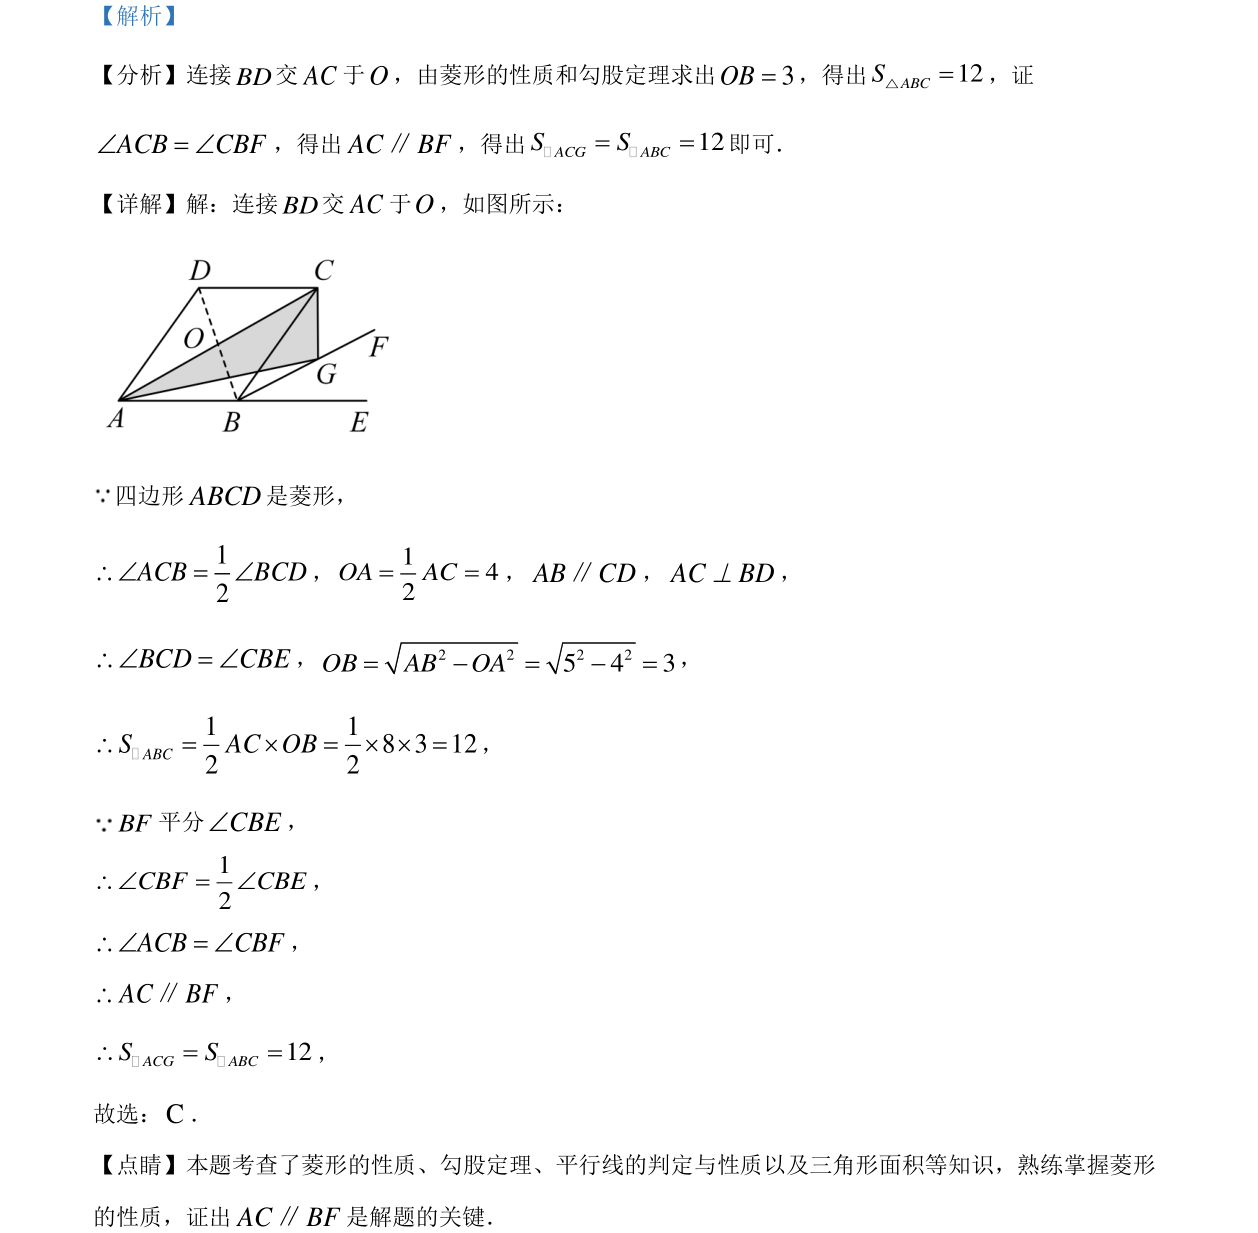 【解析】
【分析】连接BD交AC于O，由菱形的性质和勾股定理求出OB=3，得出S△ABC=12，证
∠ACB=∠CBF，得出AC∥BF，得出S□ACG=S□ABC=12即可．
【详解】解：连接BD交AC于O，如图所示：
D C
O F
G
A B E
∵四边形ABCD是菱形，
∴∠ACB=1/2∠BCD，OA=1/2AC=4，AB∥CD，AC⊥BD，
∴∠BCD=∠CBE，OB=√(AB²−OA²)=√(5²−4²)=3，
∴S□ABC=1/2AC×OB=1/2×8×3=12，
∵BF平分∠CBE，
∴∠CBF=1/2∠CBE，
∴∠ACB=∠CBF，
∴AC∥BF，
∴S□ACG=S□ABC=12，
故选：C．
【点睛】本题考查了菱形的性质、勾股定理、平行线的判定与性质以及三角形面积等知识，熟练掌握菱形
的性质，证出AC∥BF是解题的关键．